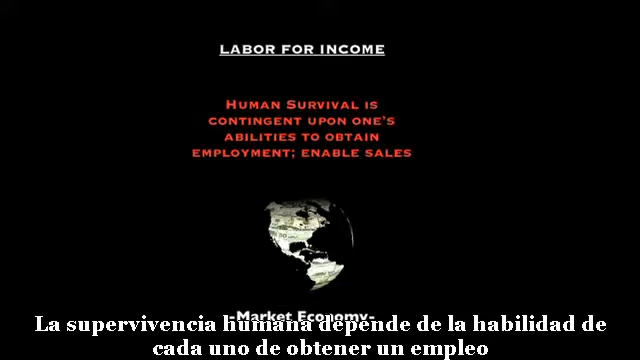 LABOR FOR INCOME
HUMAN SURVIVAL IS
CONTINGENT UPON ONE'S
ABILITIES TO OBTAIN
EMPLOYMENT; ENABLE SALES
-Market Economy-
La supervivencia humana depende de la habilidad de
cada uno de obtener un empleo